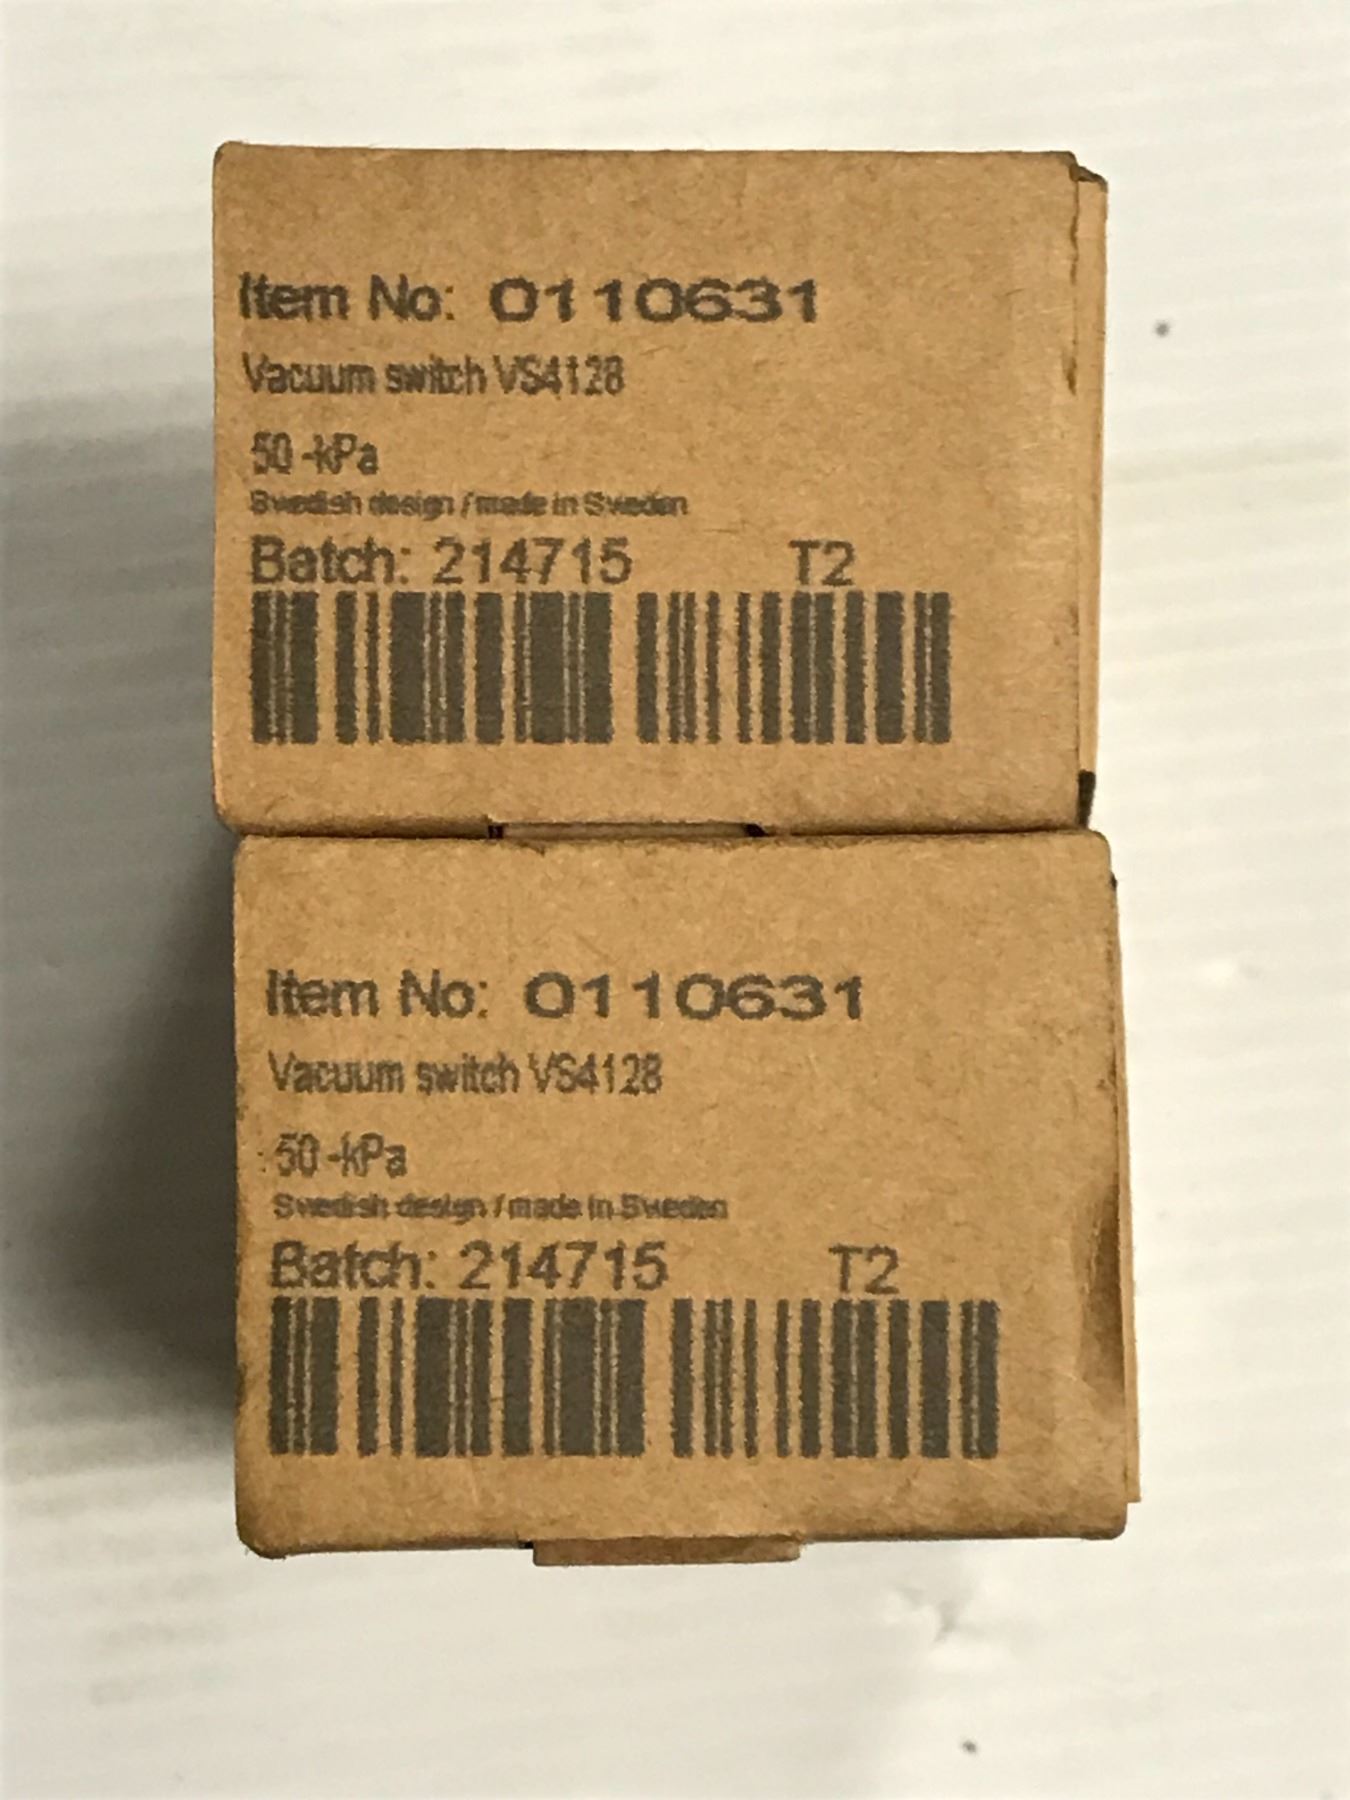 Item No: 0110631
Vacuum switch VS4128
50 -kPa
Swedish design / made in Sweden
Batch: 214715 T2
Item No: 0110631
Vacuum switch VS4128
50 -kPa
Swedish design / made in Sweden
Batch: 214715 T2